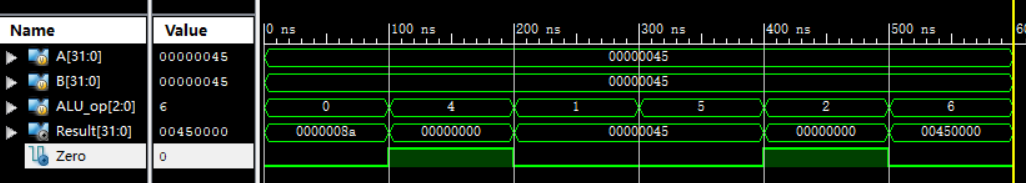 Name Value 0 ns 100 ns 200 ns 300 ns 400 ns 500 ns 60
A[31:0] 00000045 00000045
B[31:0] 00000045 00000045
ALU_op[2:0] 6 0 4 1 5 2 6
Result[31:0] 00450000 0000008a 00000000 00000045 00000000 00450000
Zero 0